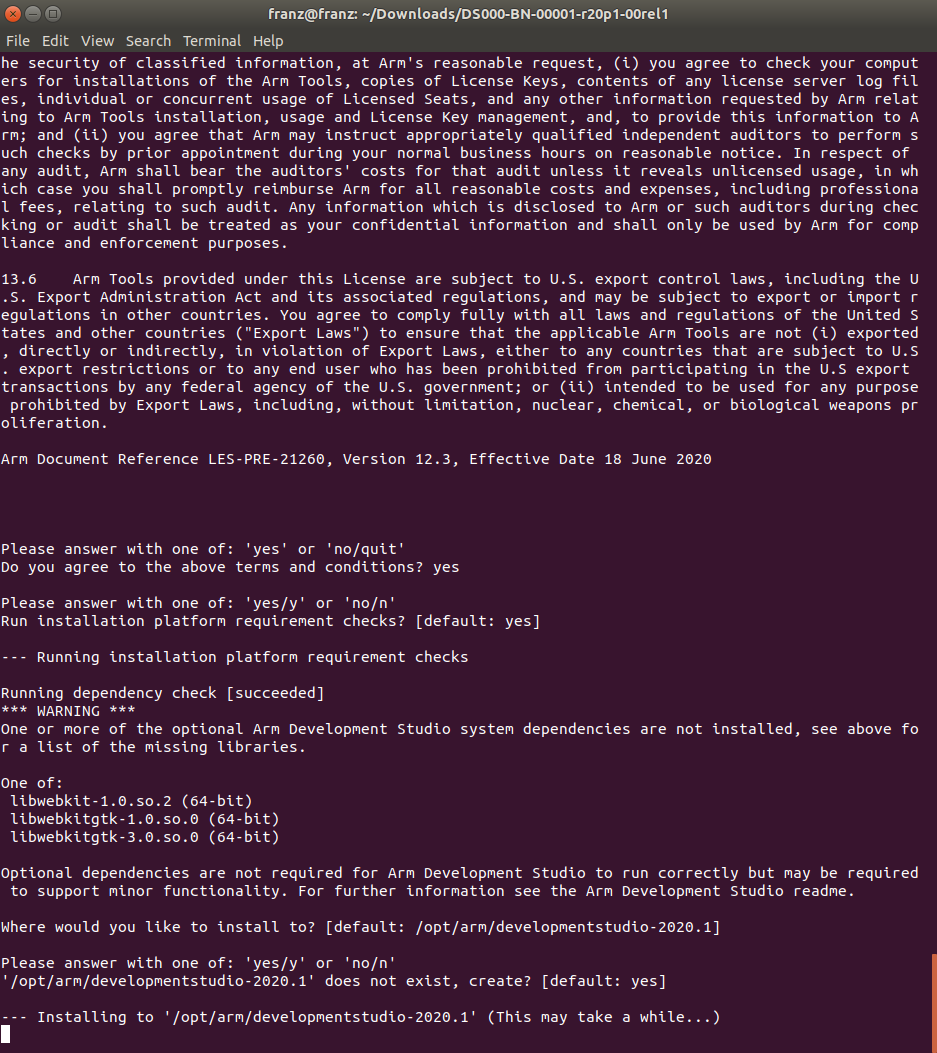 franz@franz: ~/Downloads/DS000-BN-00001-r20p1-00rel1
File Edit View Search Terminal Help
he security of classified information, at Arm's reasonable request, (i) you agree to check your comput
ers for installations of the Arm Tools, copies of License Keys, contents of any license server log fil
es, individual or concurrent usage of Licensed Seats, and any other information requested by Arm relat
ing to Arm Tools installation, usage and License Key management, and, to provide this information to A
rm; and (ii) you agree that Arm may instruct appropriately qualified independent auditors to perform s
uch checks by prior appointment during your normal business hours on reasonable notice. In respect of
any audit, Arm shall bear the auditors' costs for that audit unless it reveals unlicensed usage, in wh
ich case you shall promptly reimburse Arm for all reasonable costs and expenses, including professiona
l fees, relating to such audit. Any information which is disclosed to Arm or such auditors during chec
king or audit shall be treated as your confidential information and shall only be used by Arm for comp
liance and enforcement purposes.
13.6    Arm Tools provided under this License are subject to U.S. export control laws, including the U
.S. Export Administration Act and its associated regulations, and may be subject to export or import r
egulations in other countries. You agree to comply fully with all laws and regulations of the United S
tates and other countries ("Export Laws") to ensure that the applicable Arm Tools are not (i) exported
, directly or indirectly, in violation of Export Laws, either to any countries that are subject to U.S
. export restrictions or to any end user who has been prohibited from participating in the U.S export
transactions by any federal agency of the U.S. government; or (ii) intended to be used for any purpose
 prohibited by Export Laws, including, without limitation, nuclear, chemical, or biological weapons pr
oliferation.
Arm Document Reference LES-PRE-21260, Version 12.3, Effective Date 18 June 2020
Please answer with one of: 'yes' or 'no/quit'
Do you agree to the above terms and conditions? yes
Please answer with one of: 'yes/y' or 'no/n'
Run installation platform requirement checks? [default: yes]
--- Running installation platform requirement checks
Running dependency check [succeeded]
*** WARNING ***
One or more of the optional Arm Development Studio system dependencies are not installed, see above fo
r a list of the missing libraries.
One of:
 libwebkit-1.0.so.2 (64-bit)
 libwebkitgtk-1.0.so.0 (64-bit)
 libwebkitgtk-3.0.so.0 (64-bit)
Optional dependencies are not required for Arm Development Studio to run correctly but may be required
 to support minor functionality. For further information see the Arm Development Studio readme.
Where would you like to install to? [default: /opt/arm/developmentstudio-2020.1]
Please answer with one of: 'yes/y' or 'no/n'
'/opt/arm/developmentstudio-2020.1' does not exist, create? [default: yes]
--- Installing to '/opt/arm/developmentstudio-2020.1' (This may take a while...)